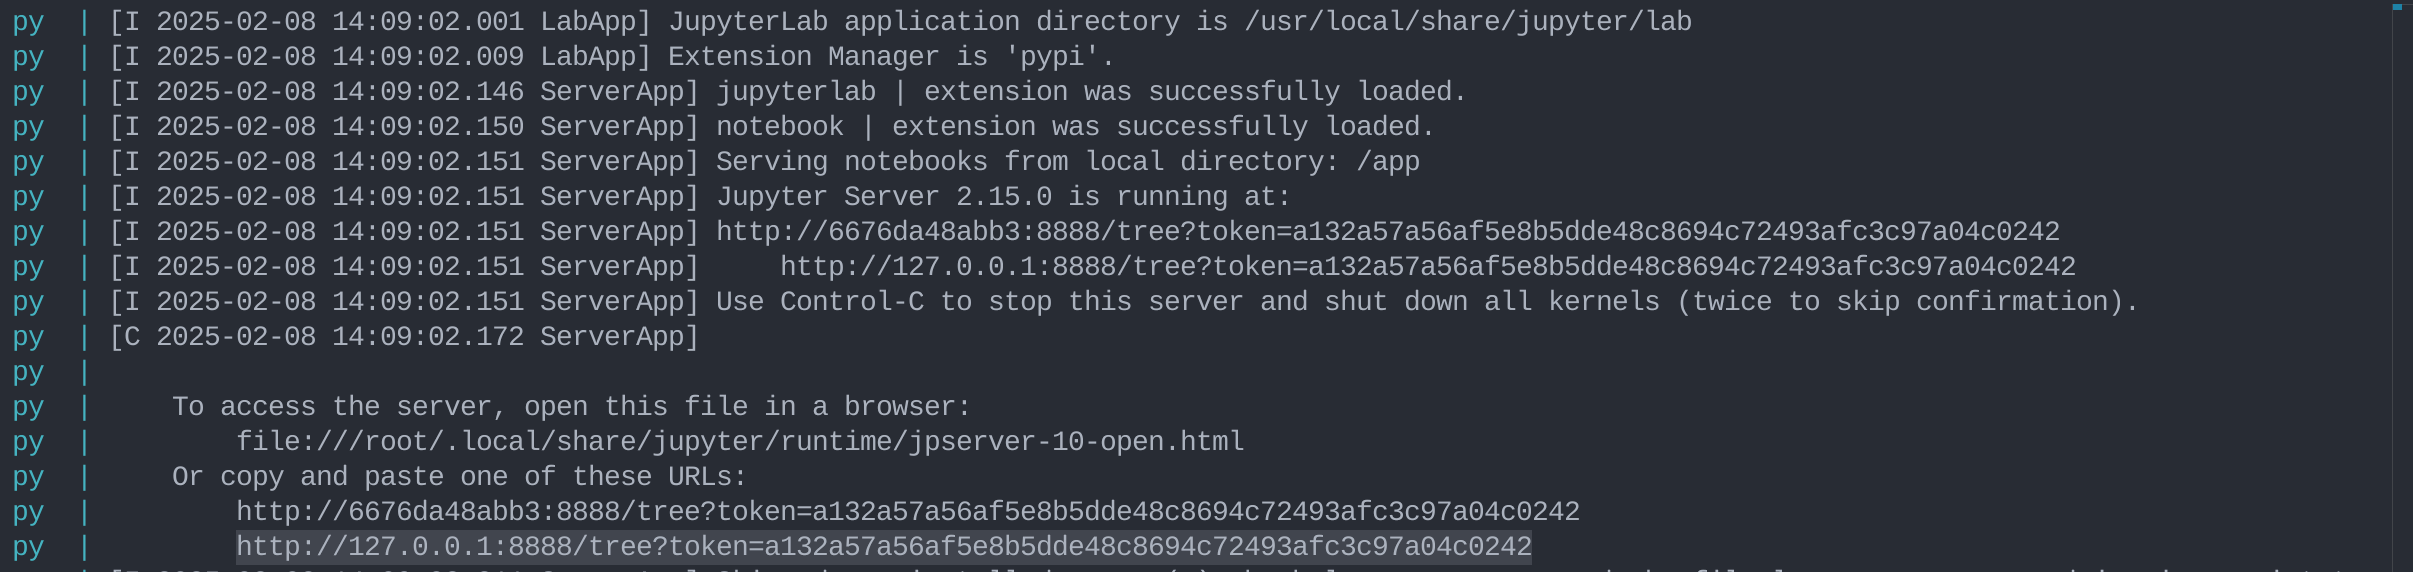 py  | [I 2025-02-08 14:09:02.001 LabApp] JupyterLab application directory is /usr/local/share/jupyter/lab
py  | [I 2025-02-08 14:09:02.009 LabApp] Extension Manager is 'pypi'.
py  | [I 2025-02-08 14:09:02.146 ServerApp] jupyterlab | extension was successfully loaded.
py  | [I 2025-02-08 14:09:02.150 ServerApp] notebook | extension was successfully loaded.
py  | [I 2025-02-08 14:09:02.151 ServerApp] Serving notebooks from local directory: /app
py  | [I 2025-02-08 14:09:02.151 ServerApp] Jupyter Server 2.15.0 is running at:
py  | [I 2025-02-08 14:09:02.151 ServerApp] http://6676da48abb3:8888/tree?token=a132a57a56af5e8b5dde48c8694c72493afc3c97a04c0242
py  | [I 2025-02-08 14:09:02.151 ServerApp]     http://127.0.0.1:8888/tree?token=a132a57a56af5e8b5dde48c8694c72493afc3c97a04c0242
py  | [I 2025-02-08 14:09:02.151 ServerApp] Use Control-C to stop this server and shut down all kernels (twice to skip confirmation).
py  | [C 2025-02-08 14:09:02.172 ServerApp]
py  |
py  |     To access the server, open this file in a browser:
py  |         file:///root/.local/share/jupyter/runtime/jpserver-10-open.html
py  |     Or copy and paste one of these URLs:
py  |         http://6676da48abb3:8888/tree?token=a132a57a56af5e8b5dde48c8694c72493afc3c97a04c0242
py  |         http://127.0.0.1:8888/tree?token=a132a57a56af5e8b5dde48c8694c72493afc3c97a04c0242